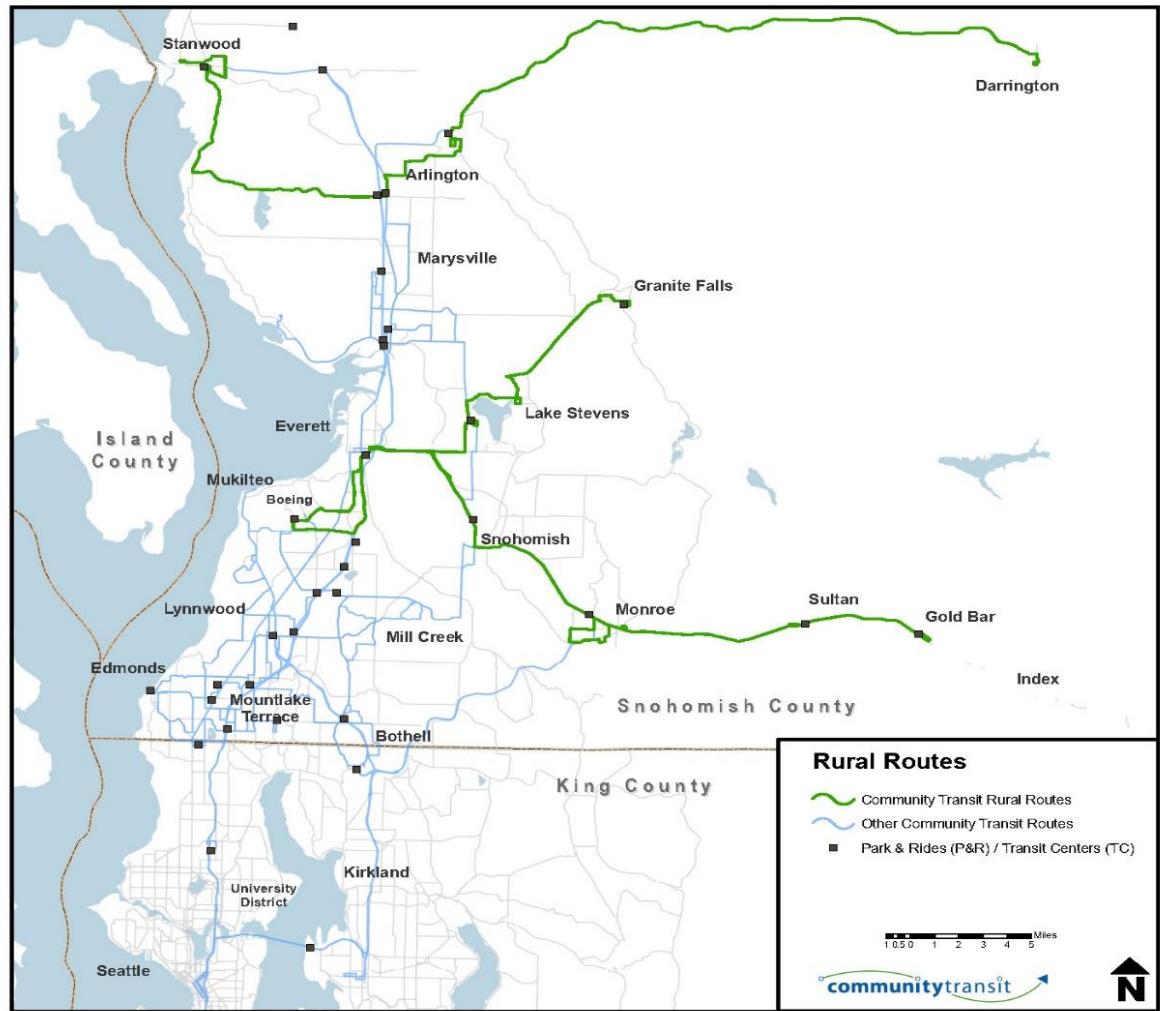 Stanwood
Darrington
Arlington
Marysville
Granite Falls
Lake Stevens
Everett
Island
County
Mukilteo
Boeing
Snohomish
Sultan
Monroe
Gold Bar
Lynnwood
Mill Creek
Edmonds
Index
Mountlake
Terrace
Snohomish County
Bothell
King County
Kirkland
University
District
Seattle
Rural Routes
Community Transit Rural Routes
Other Community Transit Routes
Park & Rides (P&R) / Transit Centers (TC)
1 0.5 0 1 2 3 4 5 Miles
communitytransit
N